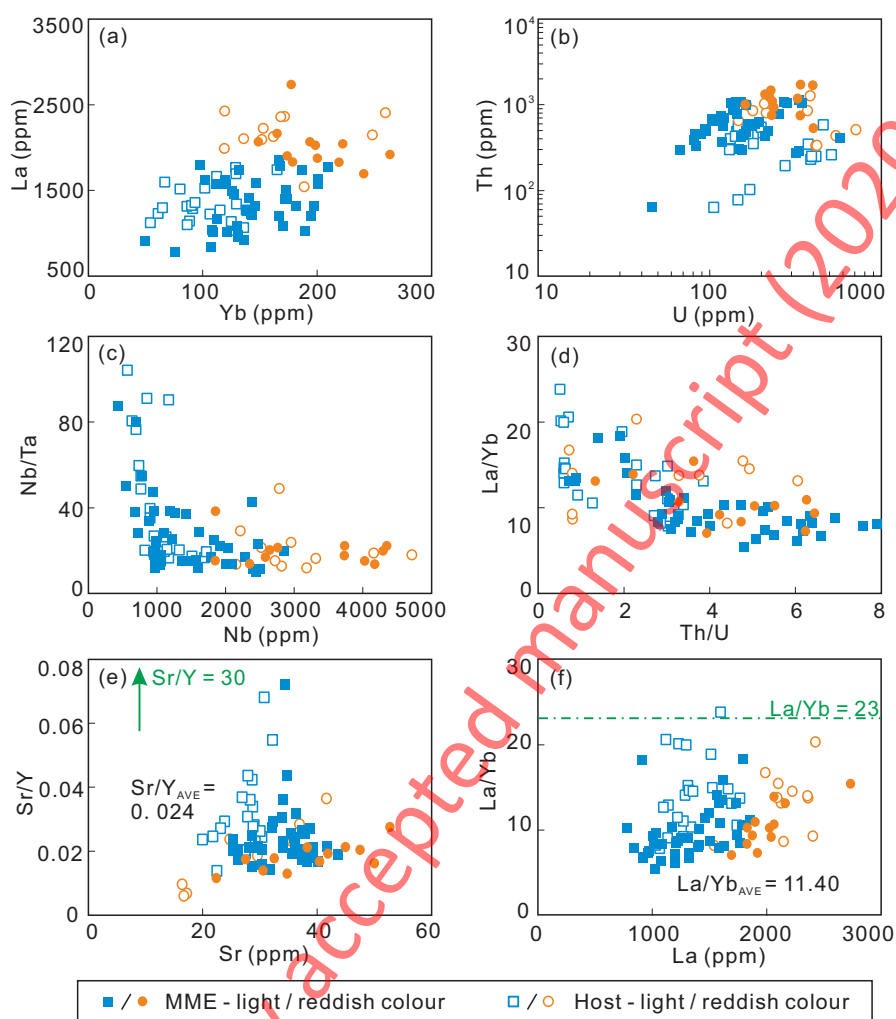 (a)
3500
2500
1500
500
La (ppm)
0
100
200
300
Yb (ppm)
(b)
10⁴
10³
10²
10
Th (ppm)
10
100
1000
U (ppm)
(c)
120
80
40
0
Nb/Ta
0
1000
2000
3000
4000
5000
Nb (ppm)
(d)
30
20
10
0
La/Yb
0
2
4
6
8
Th/U
(e)
Sr/Y = 30
0.08
0.06
0.04
0.02
0
Sr/Y
Sr/YAVE =
0. 024
0
20
40
60
Sr (ppm)
(f)
La/Yb = 23
30
20
10
0
La/Yb
La/YbAVE = 11.40
0
1000
2000
3000
La (ppm)
/ MME - light / reddish colour
/ Host - light / reddish colour
accepted manuscript (2020